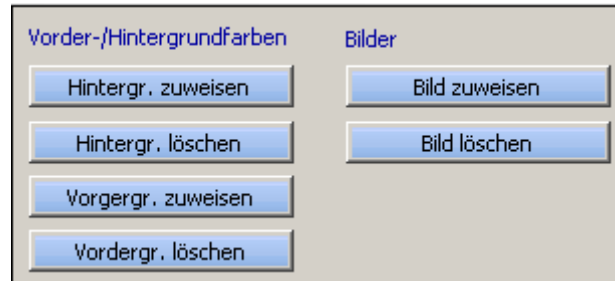 Vorder-/Hintergrundfarben
Hintergr. zuweisen
Hintergr. löschen
Vorgergr. zuweisen
Vordergr. löschen
Bilder
Bild zuweisen
Bild löschen